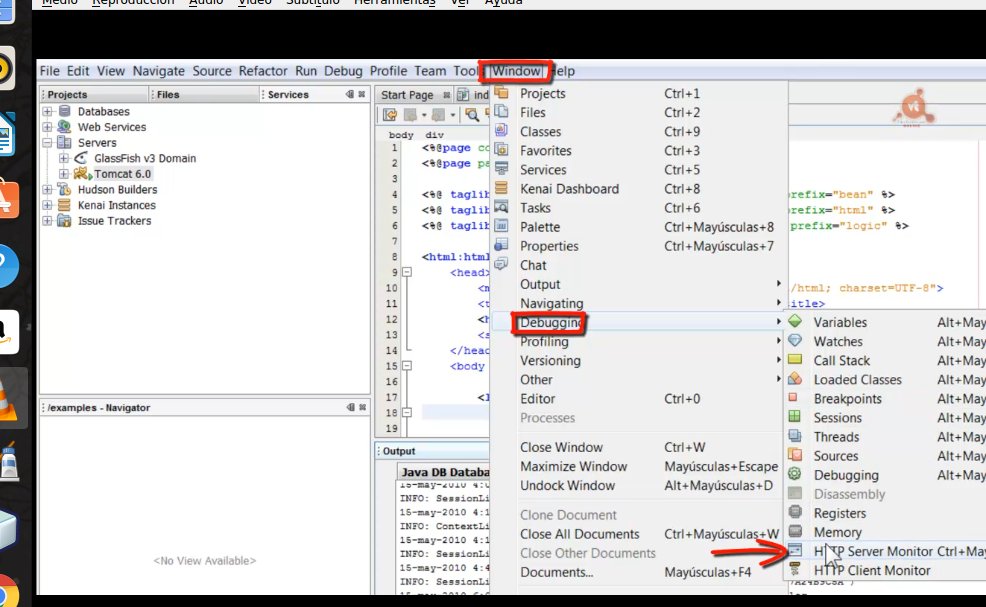 Medio Reproducción Audio Video Subtítulo Herramientas Ver Ayuda
File Edit View Navigate Source Refactor Run Debug Profile Team Tools Window Help
Projects Files Services
Databases
Web Services
Servers
GlassFish v3 Domain
Tomcat 6.0
Hudson Builders
Kenai Instances
Issue Trackers
/examples - Navigator
<No View Available>
Start Page ind
body div
1 <%@page co
2 <%@page pa
3
4 <%@ taglib
5 <%@ taglib
6 <%@ taglib
7
8 <html:html
9 <head>
10 <m
11 <t
12 <h
13 <s
14 </head
15 <body
16
17 <l
18
19
refix="bean" %>
refix="html" %>
prefix="logic" %>
/html; charset=UTF-8">
itle>
Output
Java DB Databa
15-may-2010 4:0
INFO: SessionLi
15-may-2010 4:1
INFO: ContextLi
15-may-2010 4:1
INFO: SessionLi
15-may-2010 4:4
INFO: SessionLi
Projects Ctrl+1
Files Ctrl+2
Classes Ctrl+9
Favorites Ctrl+3
Services Ctrl+5
Kenai Dashboard Ctrl+8
Tasks Ctrl+6
Palette Ctrl+Mayúsculas+8
Properties Ctrl+Mayúsculas+7
Chat
Output
Navigating
Debugging
Profiling
Versioning
Other
Editor Ctrl+0
Processes
Close Window Ctrl+W
Maximize Window Mayúsculas+Escape
Undock Window Alt+Mayúsculas+D
Clone Document
Close All Documents Ctrl+Mayúsculas+W
Close Other Documents
Documents... Mayúsculas+F4
Variables Alt+May
Watches Alt+May
Call Stack Alt+May
Loaded Classes Alt+May
Breakpoints Alt+May
Sessions Alt+May
Threads Alt+May
Sources Alt+May
Debugging Alt+May
Disassembly
Registers
Memory
HTTP Server Monitor Ctrl+May
HTTP Client Monitor